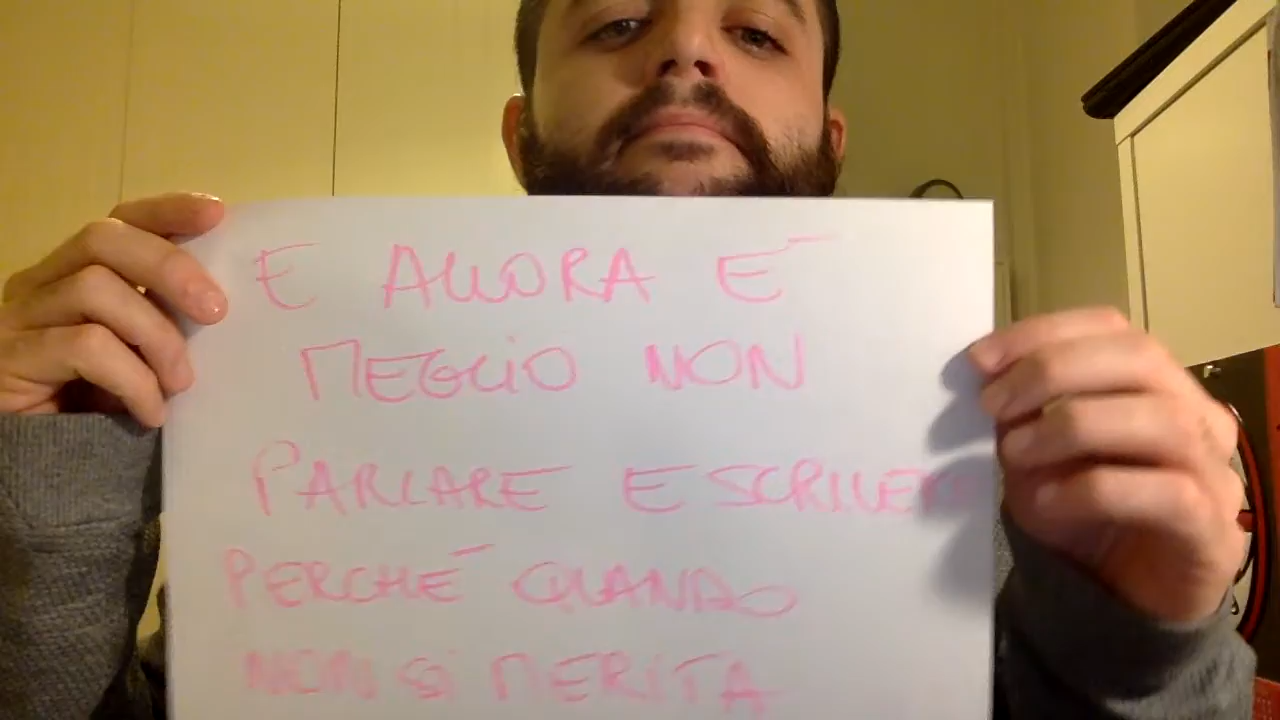 E ALLORA È
MEGLIO NON
PARLARE E SCRIVERE
PERCHÉ QUANDO
NON SI MERITA